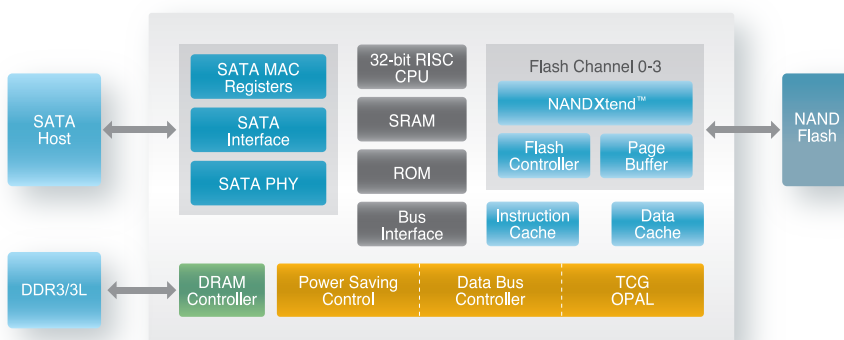 SATA
Host
DDR3/3L
SATA MAC
Registers
SATA
Interface
SATA PHY
32-bit RISC
CPU
SRAM
ROM
Bus
Interface
Flash Channel 0-3
NANDXtend™
Flash
Controller
Page
Buffer
Instruction
Cache
Data
Cache
DRAM
Controller
Power Saving
Control
Data Bus
Controller
TCG
OPAL
NAND
Flash